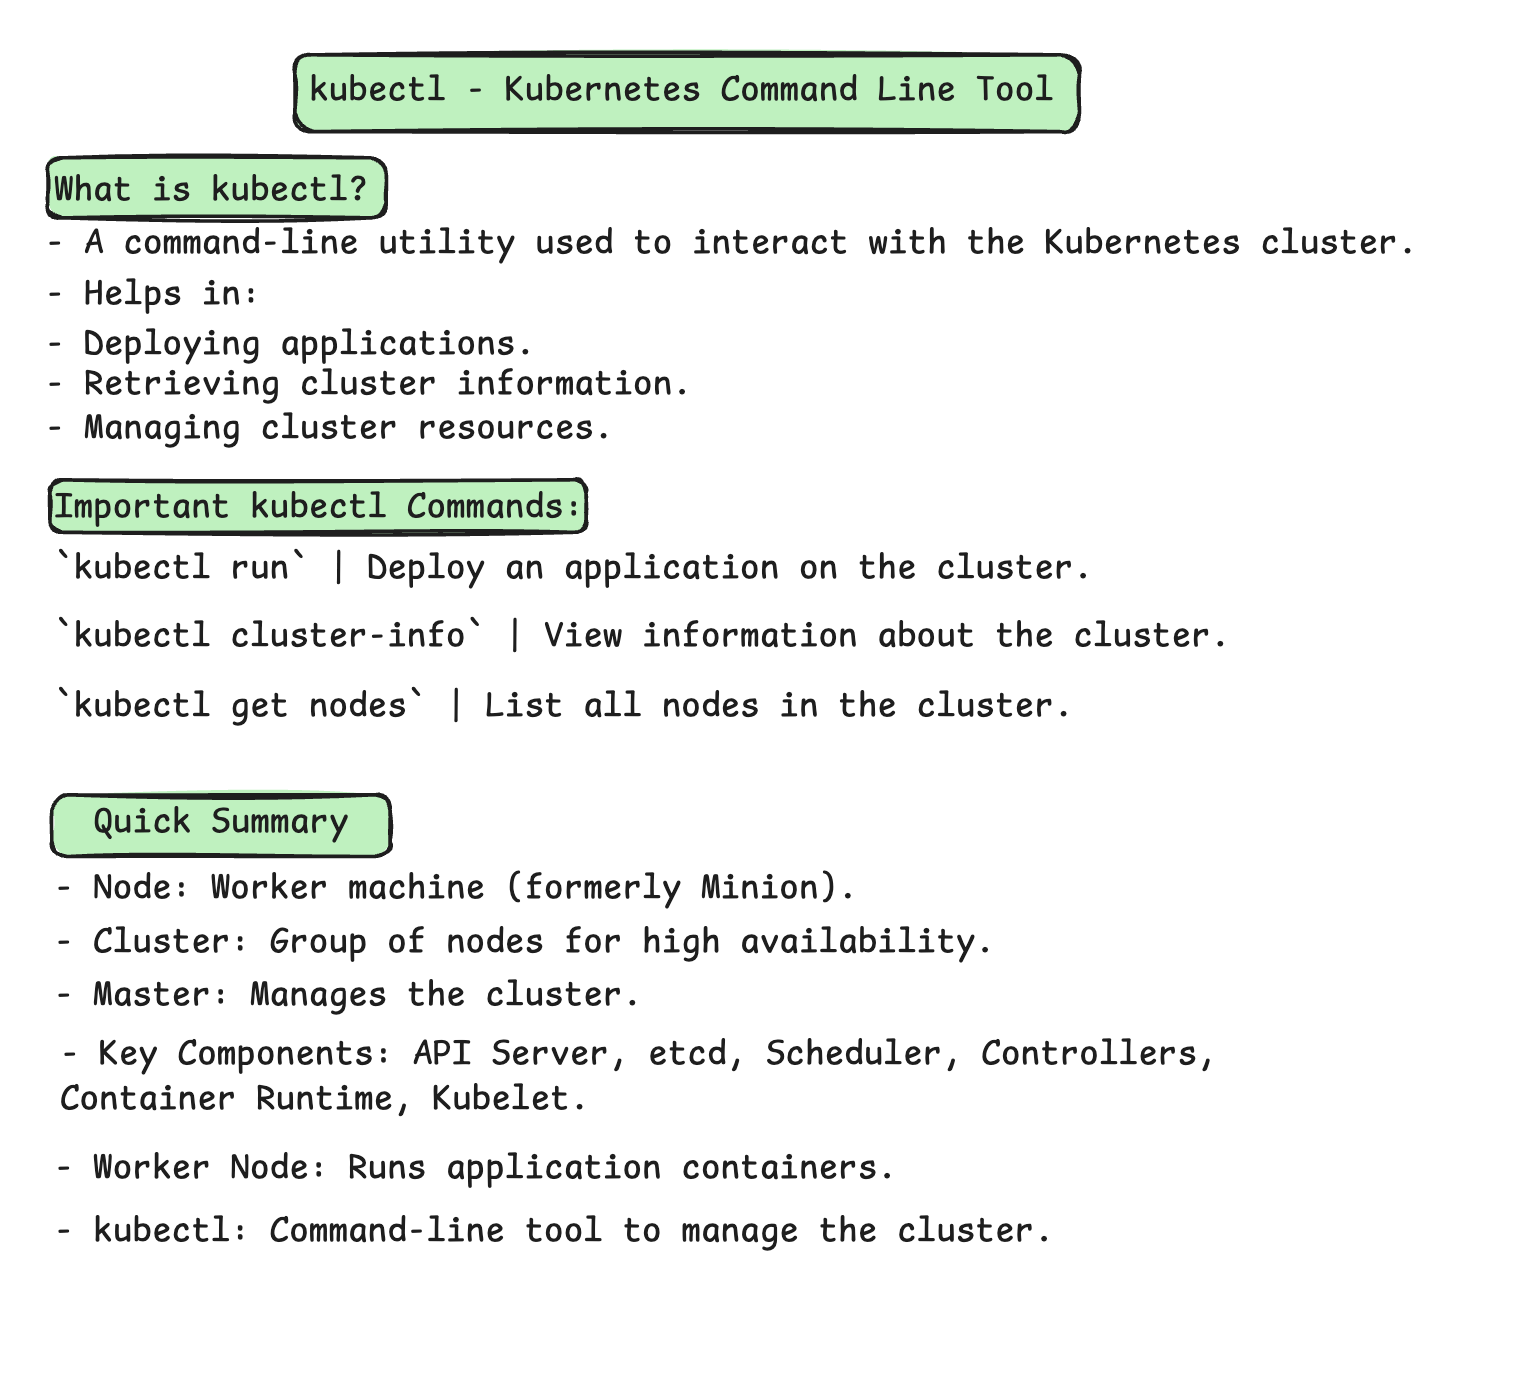 kubectl - Kubernetes Command Line Tool
What is kubectl?
- A command-line utility used to interact with the Kubernetes cluster.
- Helps in:
- Deploying applications.
- Retrieving cluster information.
- Managing cluster resources.
Important kubectl Commands:
`kubectl run` | Deploy an application on the cluster.
`kubectl cluster-info` | View information about the cluster.
`kubectl get nodes` | List all nodes in the cluster.
Quick Summary
- Node: Worker machine (formerly Minion).
- Cluster: Group of nodes for high availability.
- Master: Manages the cluster.
- Key Components: API Server, etcd, Scheduler, Controllers,
Container Runtime, Kubelet.
- Worker Node: Runs application containers.
- kubectl: Command-line tool to manage the cluster.